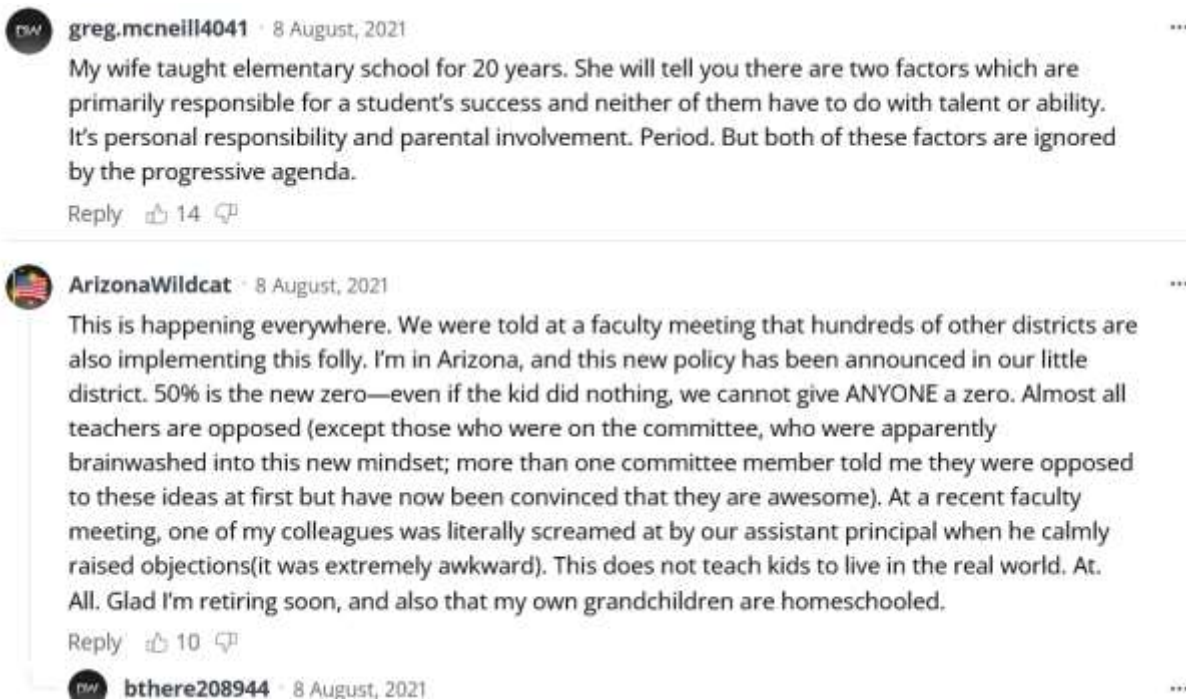 DW greg.mcneill4041 · 8 August, 2021 ...
My wife taught elementary school for 20 years. She will tell you there are two factors which are
primarily responsible for a student's success and neither of them have to do with talent or ability.
It's personal responsibility and parental involvement. Period. But both of these factors are ignored
by the progressive agenda.
Reply 14
ArizonaWildcat · 8 August, 2021 ...
This is happening everywhere. We were told at a faculty meeting that hundreds of other districts are
also implementing this folly. I'm in Arizona, and this new policy has been announced in our little
district. 50% is the new zero—even if the kid did nothing, we cannot give ANYONE a zero. Almost all
teachers are opposed (except those who were on the committee, who were apparently
brainwashed into this new mindset; more than one committee member told me they were opposed
to these ideas at first but have now been convinced that they are awesome). At a recent faculty
meeting, one of my colleagues was literally screamed at by our assistant principal when he calmly
raised objections(it was extremely awkward). This does not teach kids to live in the real world. At.
All. Glad I'm retiring soon, and also that my own grandchildren are homeschooled.
Reply 10
DW bthere208944 · 8 August, 2021 ...